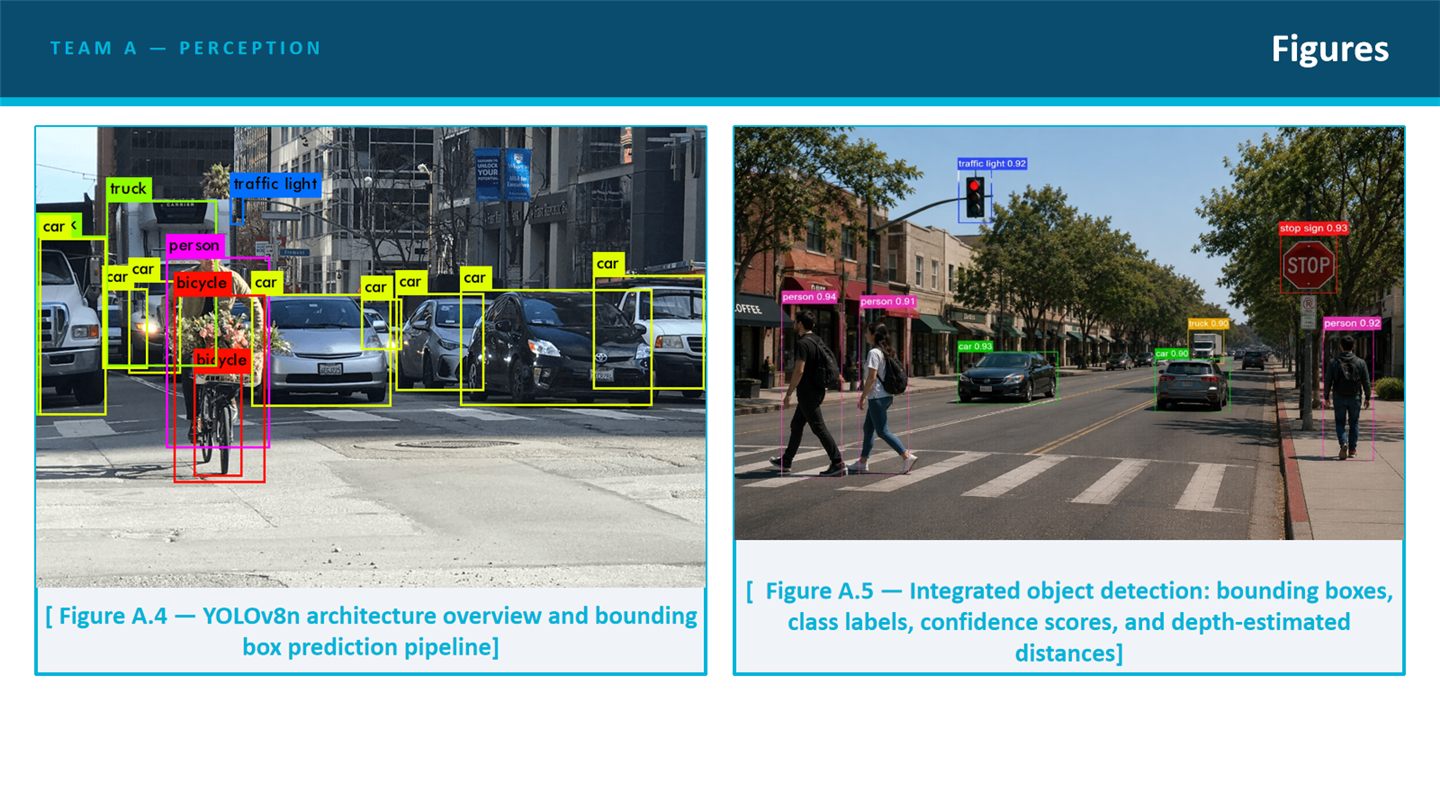 TEAM A — PERCEPTION
Figures
truck
traffic light
car
person
car
car
bicycle
car
car
car
car
car
bicycle
UNLOCK
YOUR
[ Figure A.4 — YOLOv8n architecture overview and bounding
box prediction pipeline]
traffic light 0.92
stop sign 0.93
STOP
person 0.94
person 0.91
OFFEE
truck 0.90
person 0.92
car 0.93
car 0.90
[ Figure A.5 — Integrated object detection: bounding boxes,
class labels, confidence scores, and depth-estimated
distances]